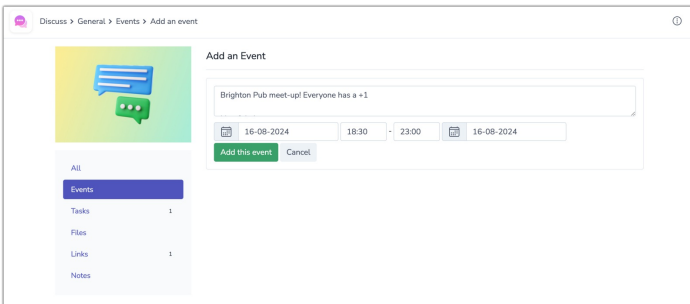 Discuss > General > Events > Add an event
Add an Event
Brighton Pub meet-up! Everyone has a +1
16-08-2024 18:30 - 23:00 16-08-2024
Add this event Cancel
All
Events
Tasks 1
Files
Links 1
Notes